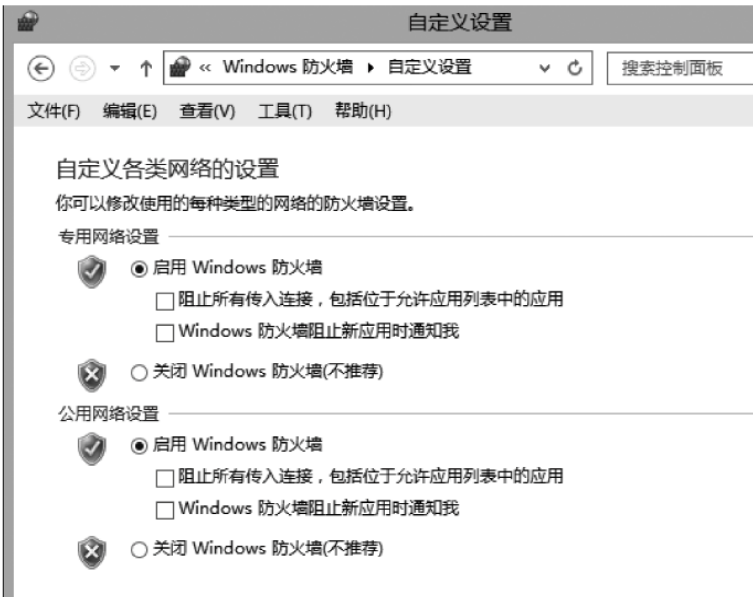 自定义设置
« Windows 防火墙 ▸ 自定义设置
搜索控制面板
文件(F) 编辑(E) 查看(V) 工具(T) 帮助(H)
自定义各类网络的设置
你可以修改使用的每种类型的网络的防火墙设置。
专用网络设置
启用 Windows 防火墙
阻止所有传入连接，包括位于允许应用列表中的应用
Windows 防火墙阻止新应用时通知我
关闭 Windows 防火墙(不推荐)
公用网络设置
启用 Windows 防火墙
阻止所有传入连接，包括位于允许应用列表中的应用
Windows 防火墙阻止新应用时通知我
关闭 Windows 防火墙(不推荐)